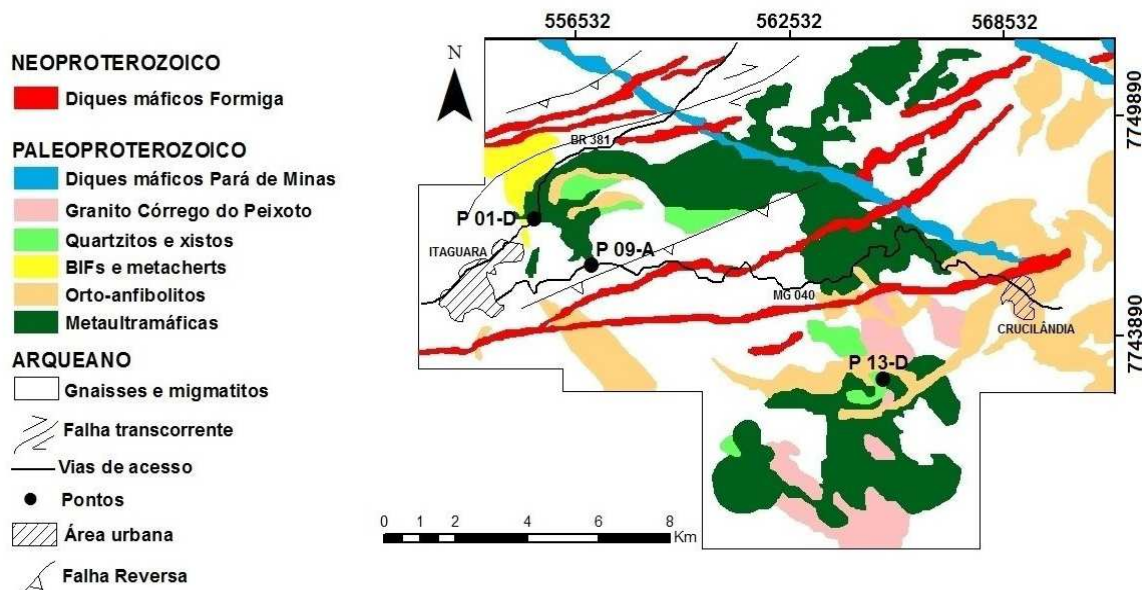 NEOPROTEROZOICO
Diques máficos Formiga
PALEOPROTEROZOICO
Diques máficos Pará de Minas
Granito Córrego do Peixoto
Quartzitos e xistos
BIFs e metacherts
Orto-anfibolitos
Metaultramáficas
ARQUEANO
Gnaisses e migmatitos
Falha transcorrente
Vias de acesso
Pontos
Área urbana
Falha Reversa
556532 562532 568532
N
7749890
BR 381
P 01-D
ITAGUARA
P 09-A
MG 040
CRUCILÂNDIA
7743890
P 13-D
0 1 2 4 6 8
Km